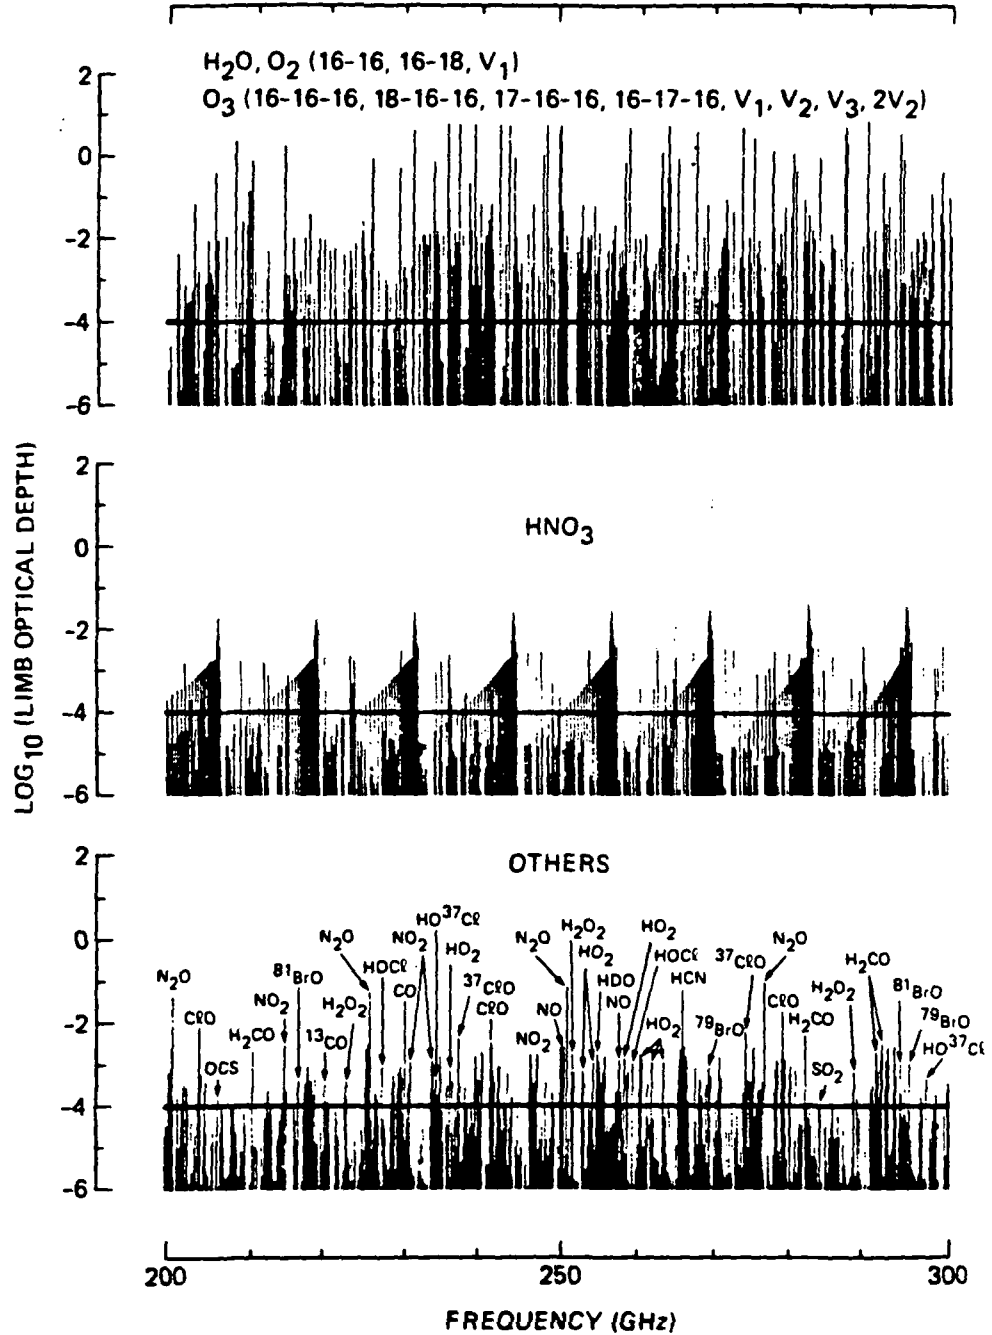 H2O, O2 (16-16, 16-18, V1)
O3 (16-16-16, 18-16-16, 17-16-16, 16-17-16, V1, V2, V3, 2V2)
2
0
-2
-4
-6
LOG10 (LIMB OPTICAL DEPTH)
2
0
-2
-4
-6
HNO3
2
0
-2
-4
-6
OTHERS
N2O
ClO
OCS
H2CO
NO2
81BrO
13CO
H2O2
N2O
HOCl
CO
NO2
HO37Cl
HO2
37ClO
ClO
NO2
NO
N2O
H2O2
HO2
HDO
NO
HO2
HOCl
HO2
HCN
79BrO
37ClO
N2O
ClO
H2CO
SO2
H2O2
H2CO
81BrO
79BrO
HO37Cl
200
250
300
FREQUENCY (GHz)